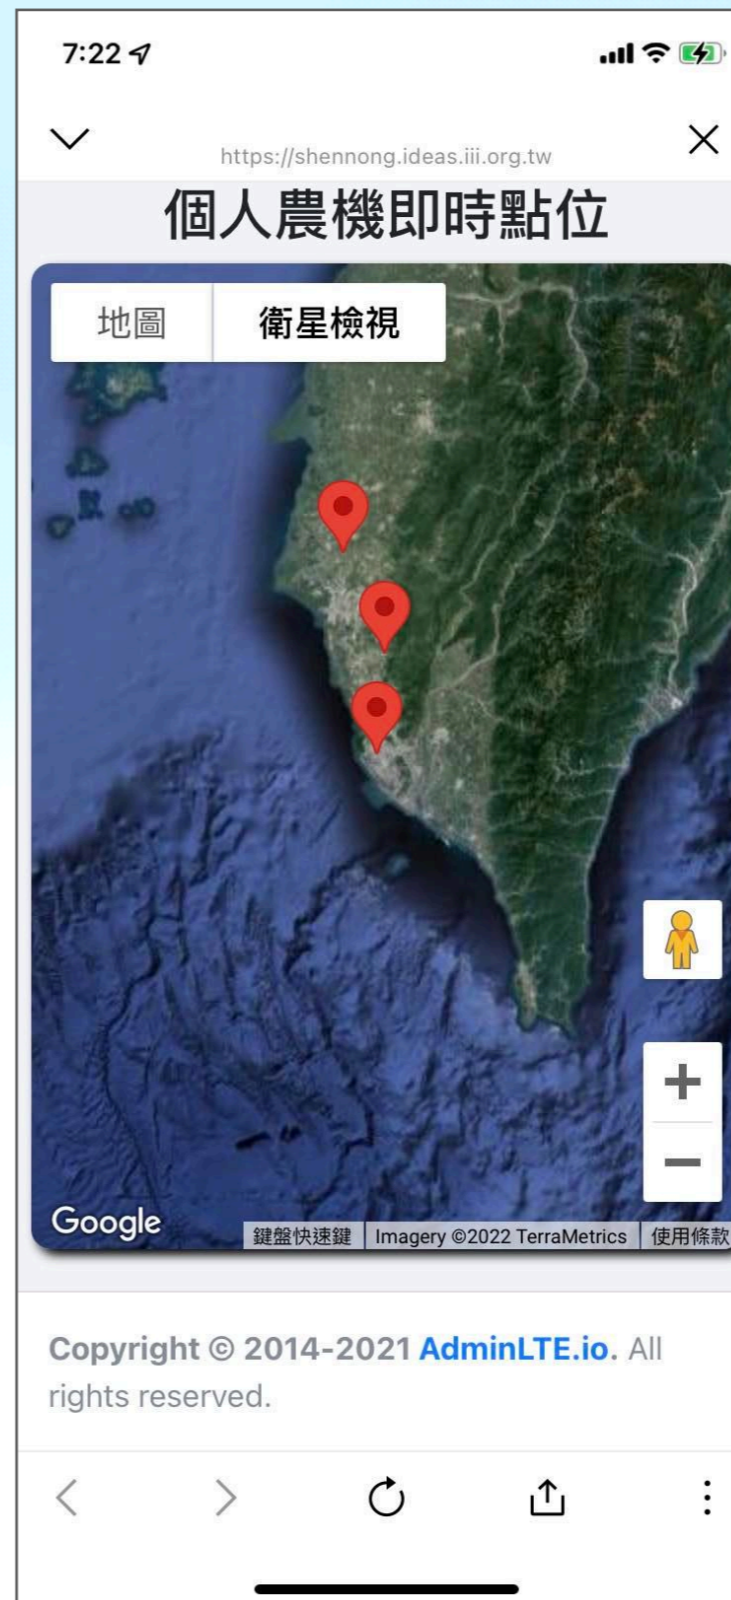 7:22
https://shennong.ideas.iii.org.tw
個人農機即時點位
地圖 衛星檢視
Google 鍵盤快速鍵 Imagery ©2022 TerraMetrics 使用條款
Copyright © 2014-2021 AdminLTE.io. All
rights reserved.